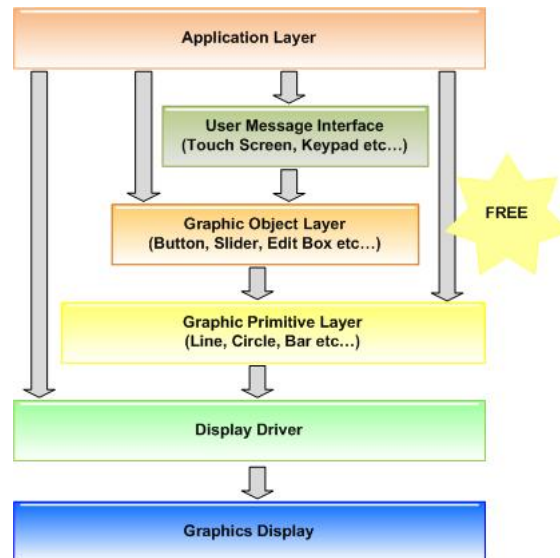 Application Layer
User Message Interface
(Touch Screen, Keypad etc...)
Graphic Object Layer
(Button, Slider, Edit Box etc...)
FREE
Graphic Primitive Layer
(Line, Circle, Bar etc...)
Display Driver
Graphics Display